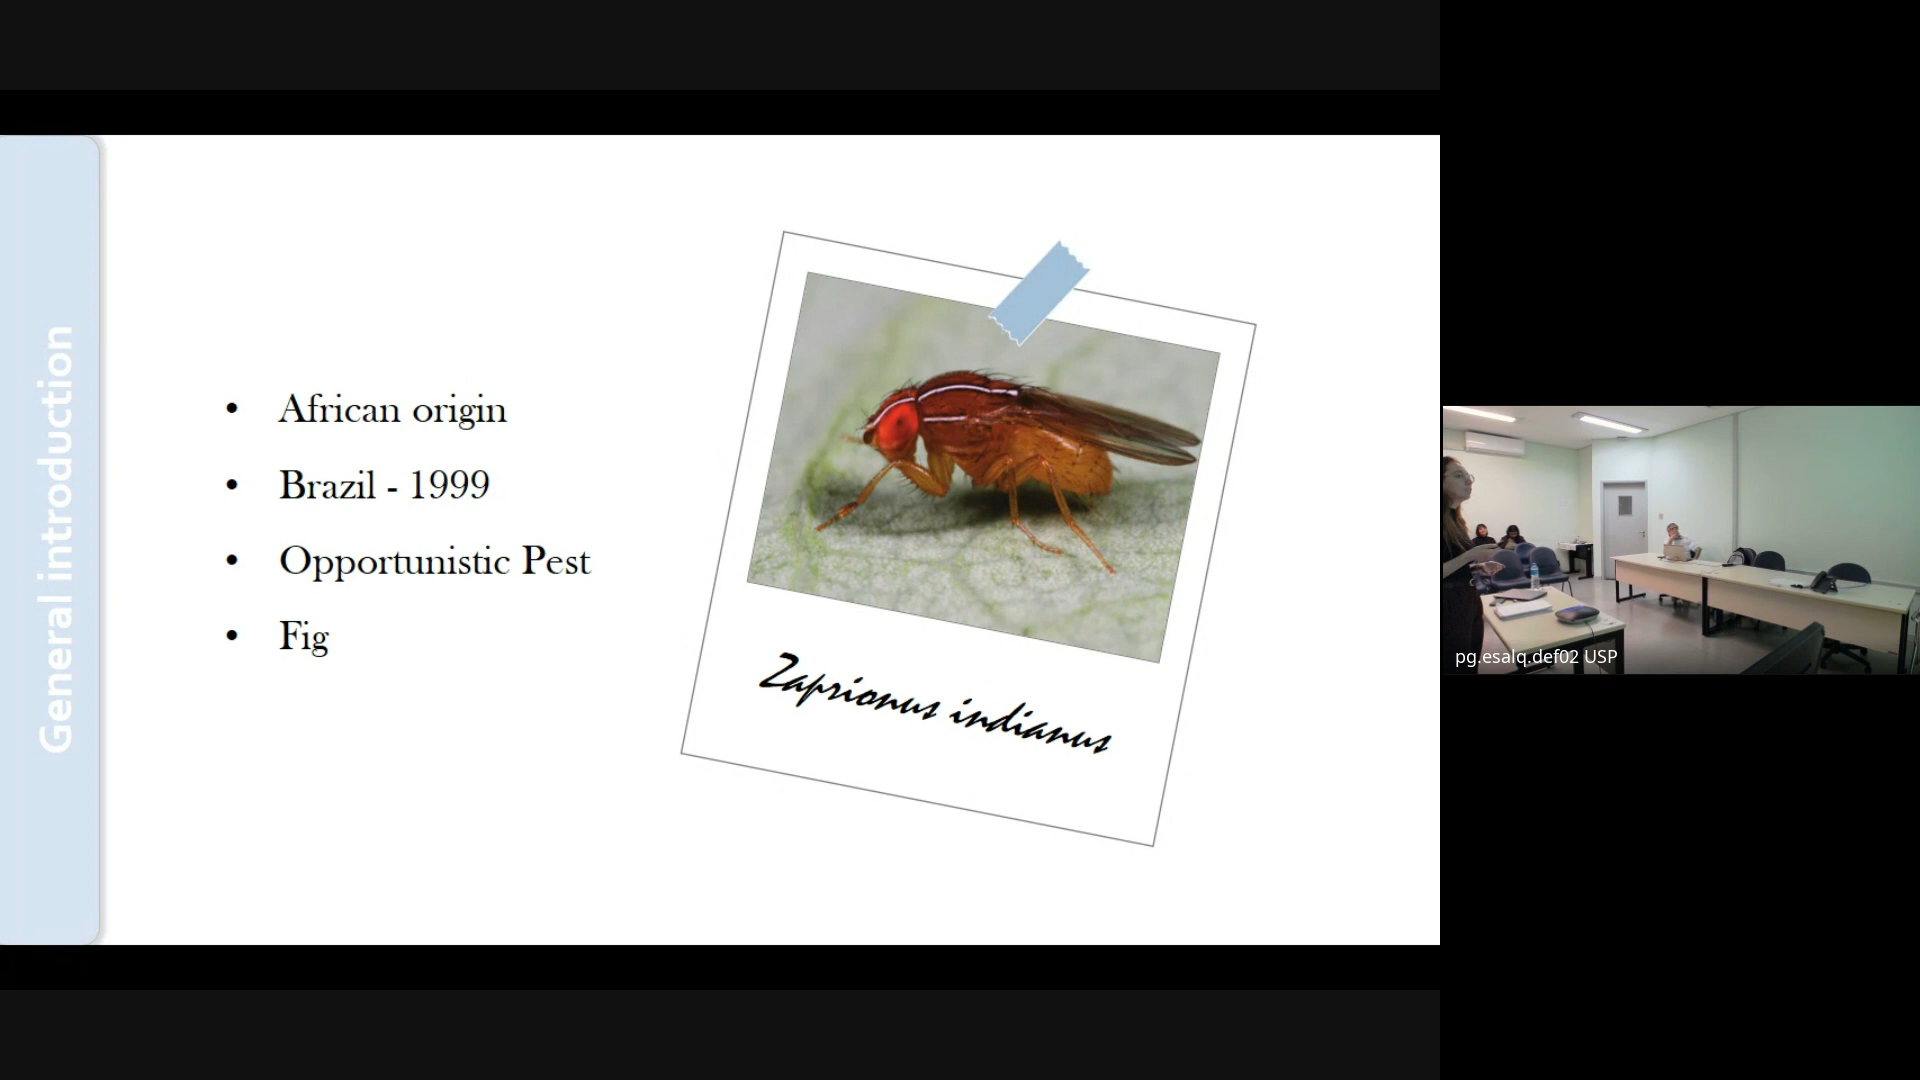 General introduction
• African origin
• Brazil - 1999
• Opportunistic Pest
• Fig
Zaprionus indianus
pg.esalq.def02 USP